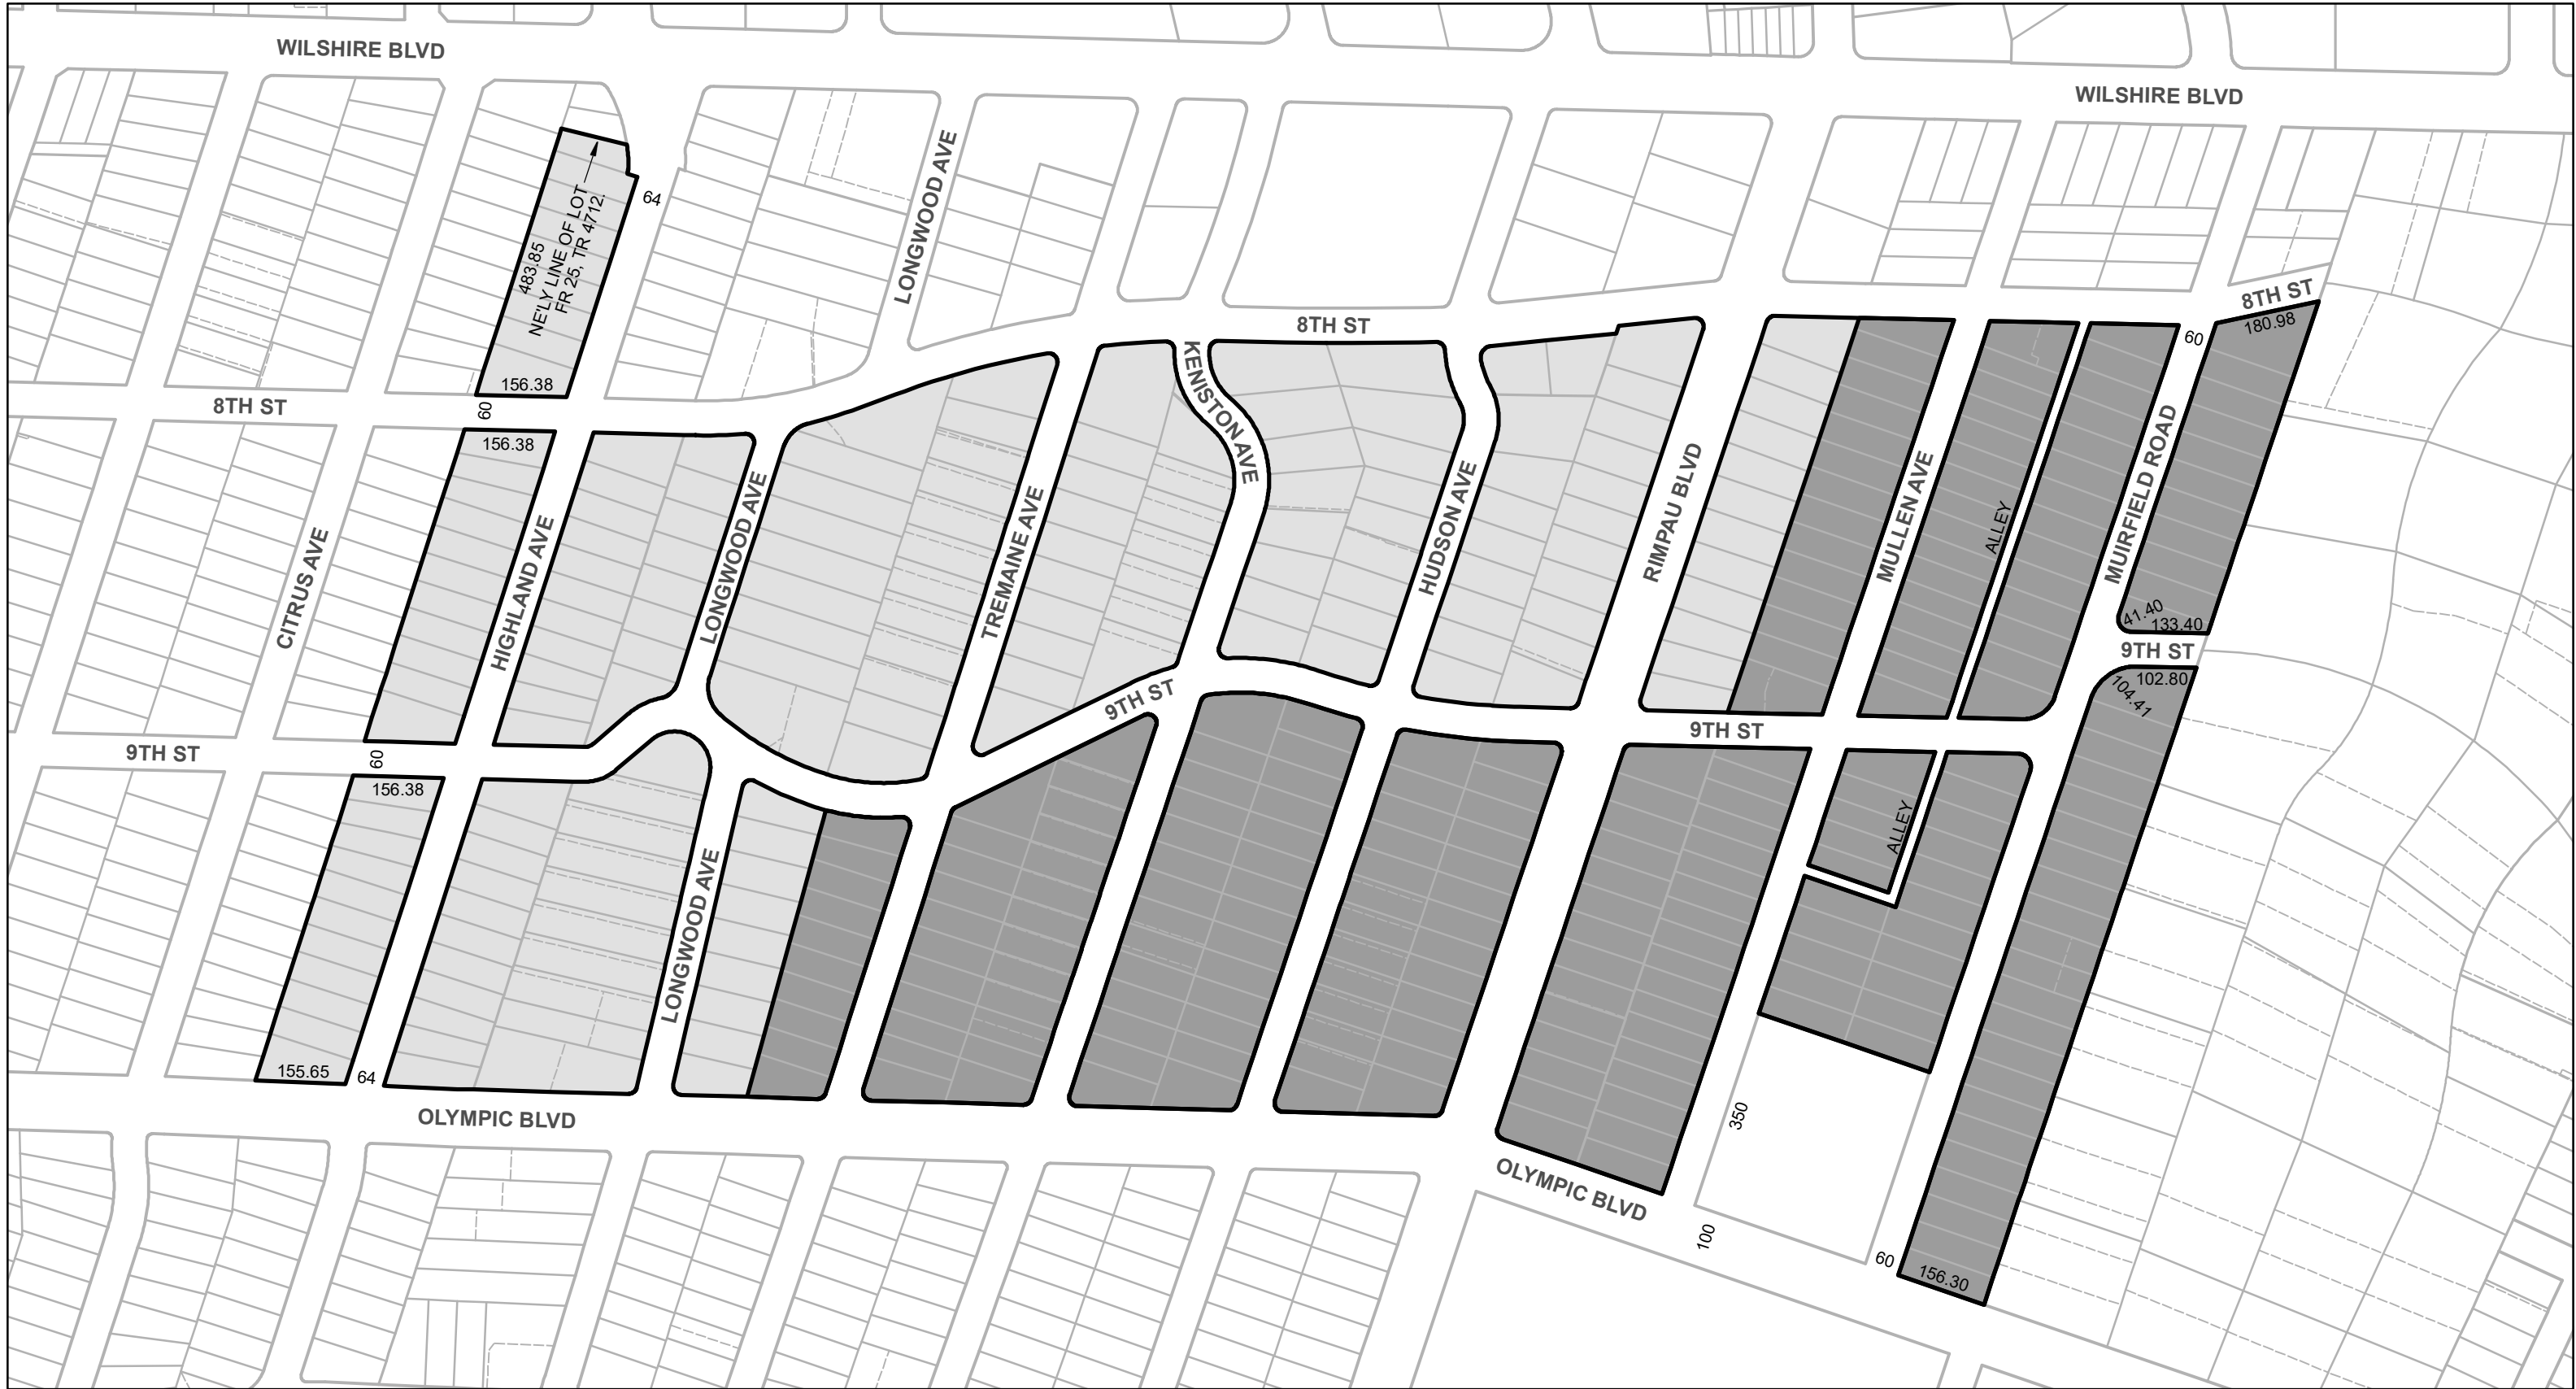 WILSHIRE BLVD
WILSHIRE BLVD
LONGWOOD AVE
64
483.85
NE'LY LINE OF LOT
FR 25, TR 4712.
156.38
60
8TH ST
8TH ST
8TH ST
180.98
60
156.38
KENISTON AVE
CITRUS AVE
HIGHLAND AVE
LONGWOOD AVE
TREMAINE AVE
HUDSON AVE
RIMPAU BLVD
MULLEN AVE
ALLEY
MUIRFIELD ROAD
41.40
133.40
9TH ST
102.80
104.41
9TH ST
9TH ST
9TH ST
60
156.38
ALLEY
LONGWOOD AVE
155.65
64
OLYMPIC BLVD
350
OLYMPIC BLVD
100
60
156.30